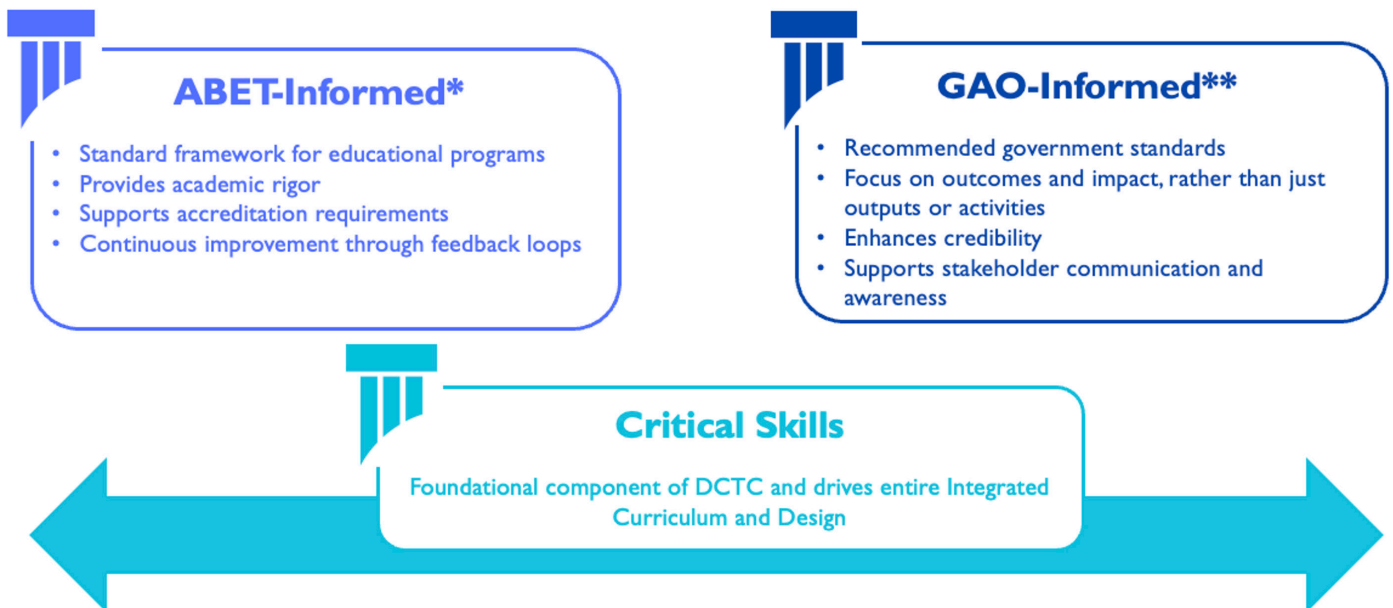 ABET-Informed*
• Standard framework for educational programs
• Provides academic rigor
• Supports accreditation requirements
• Continuous improvement through feedback loops
GAO-Informed**
• Recommended government standards
• Focus on outcomes and impact, rather than just
outputs or activities
• Enhances credibility
• Supports stakeholder communication and
awareness
Critical Skills
Foundational component of DCTC and drives entire Integrated
Curriculum and Design